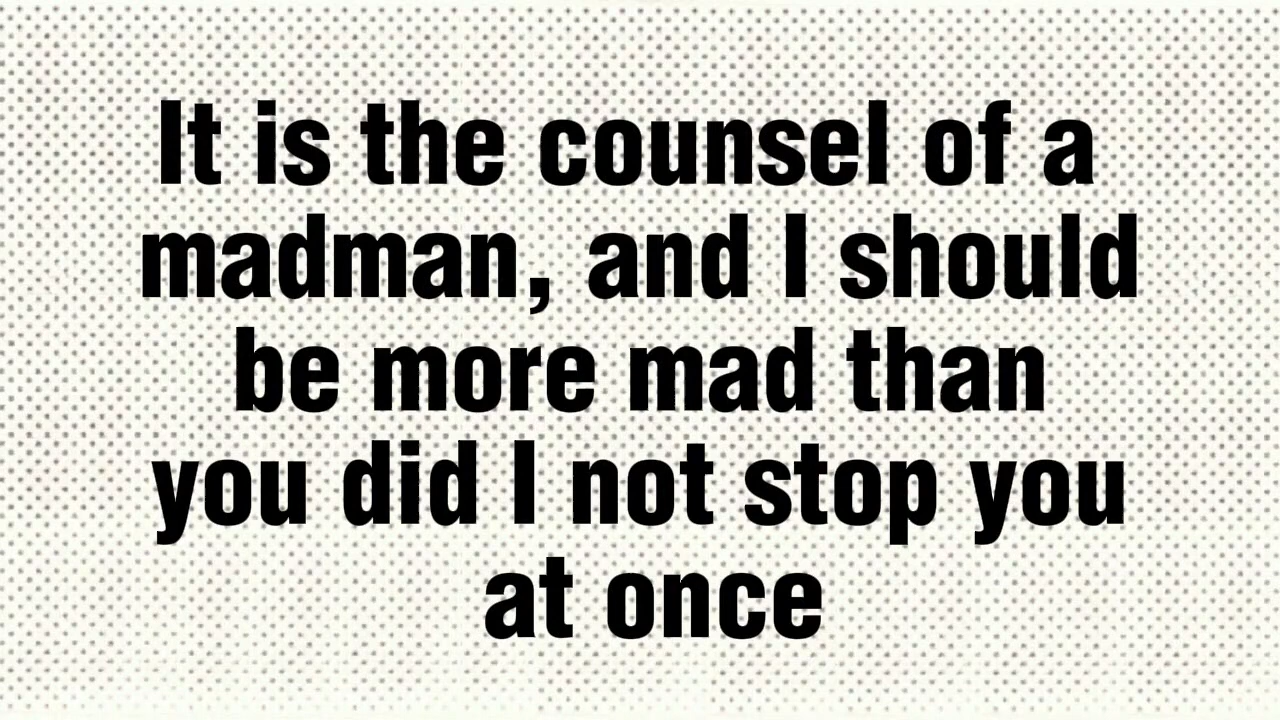 It is the counsel of a
madman, and I should
be more mad than
you did I not stop you
at once